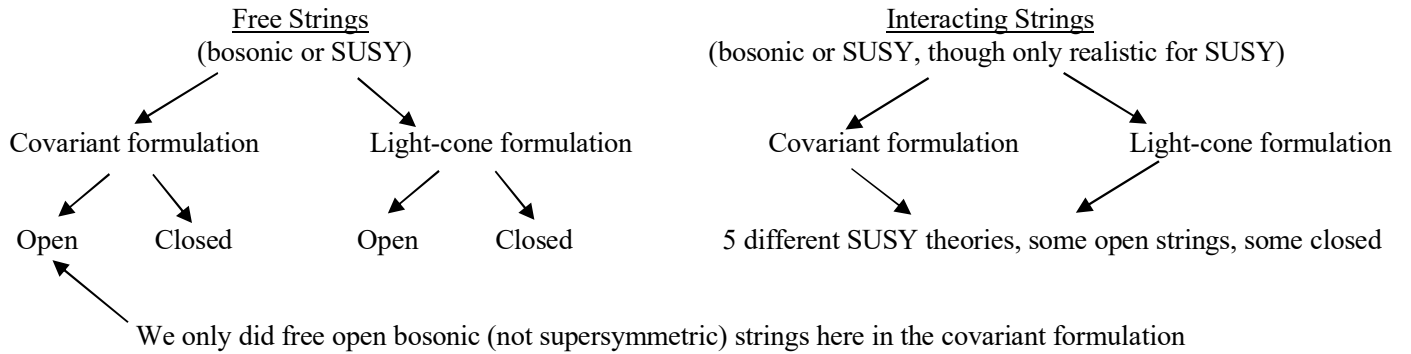 Free Strings
(bosonic or SUSY)
Interacting Strings
(bosonic or SUSY, though only realistic for SUSY)
Covariant formulation
Light-cone formulation
Covariant formulation
Light-cone formulation
Open
Closed
Open
Closed
5 different SUSY theories, some open strings, some closed
We only did free open bosonic (not supersymmetric) strings here in the covariant formulation